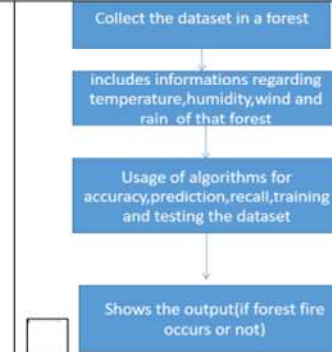 Collect the dataset in a forest
includes informations regarding
temperature,humidity,wind and
rain of that forest
Usage of algorithms for
accuracy,prediction,recall,training
and testing the dataset
Shows the output(if forest fire
occurs or not)